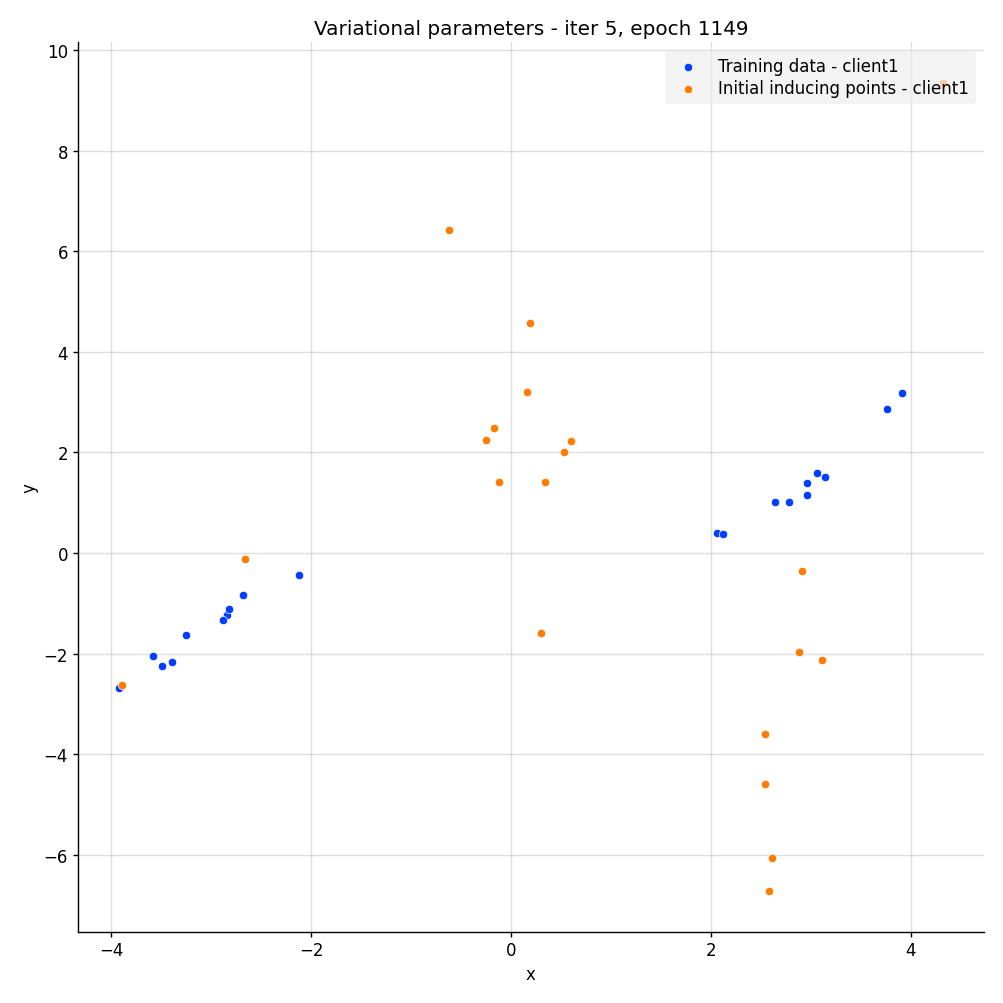 Variational parameters - iter 5, epoch 1149
Training data - client1
Initial inducing points - client1
10
8
6
4
2
0
−2
−4
−6
y
−4
−2
0
2
4
x